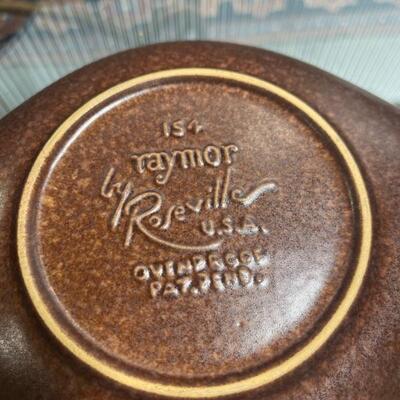 154
raymor
by Roseville
U.S.A.
OVENPROOF
PAT. PEND.